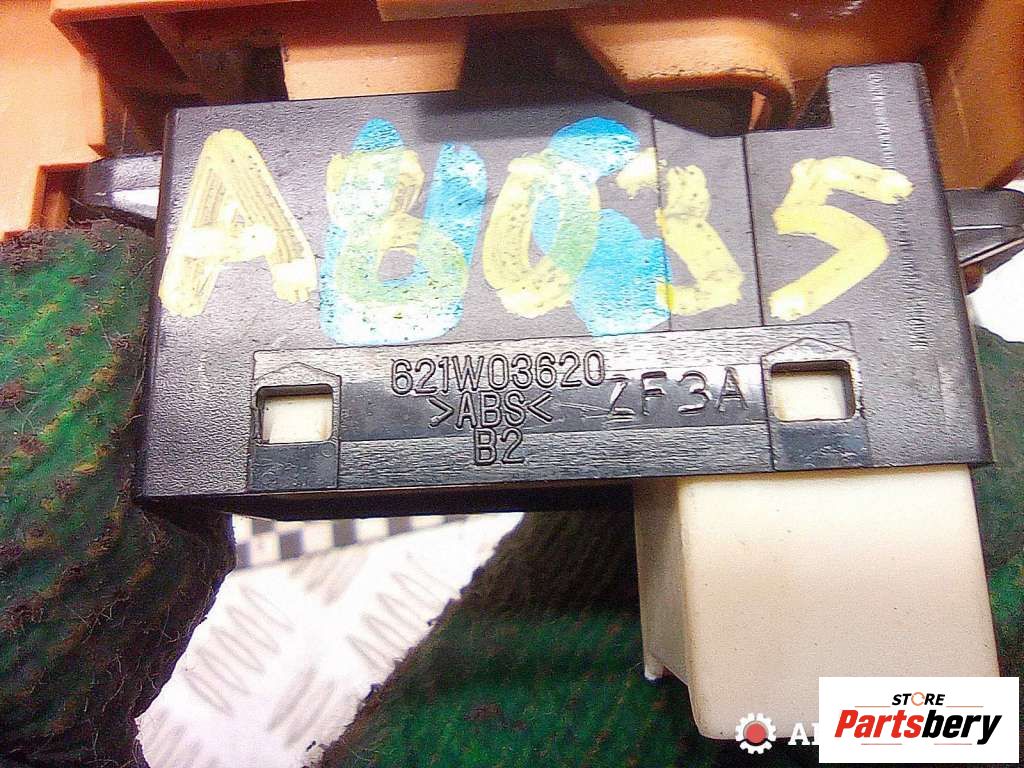 A8035
621W03620
>ABS<
B2
ZF3A
STORE
Partsbery